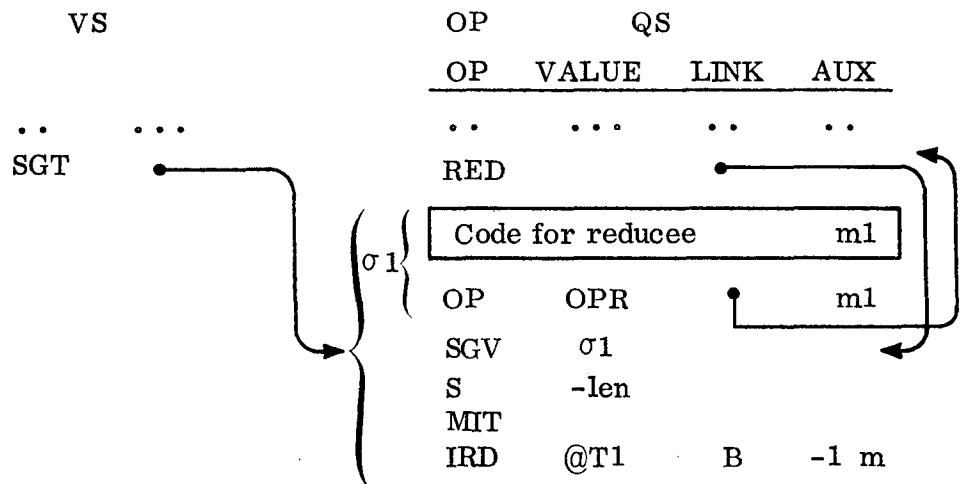 VS OP QS
OP VALUE LINK AUX
.. ... .. ... .. ..
SGT RED
Code for reducee m1
σ1
OP OPR m1
SGV σ1
S -len
MIT
IRD @T1 B -1 m